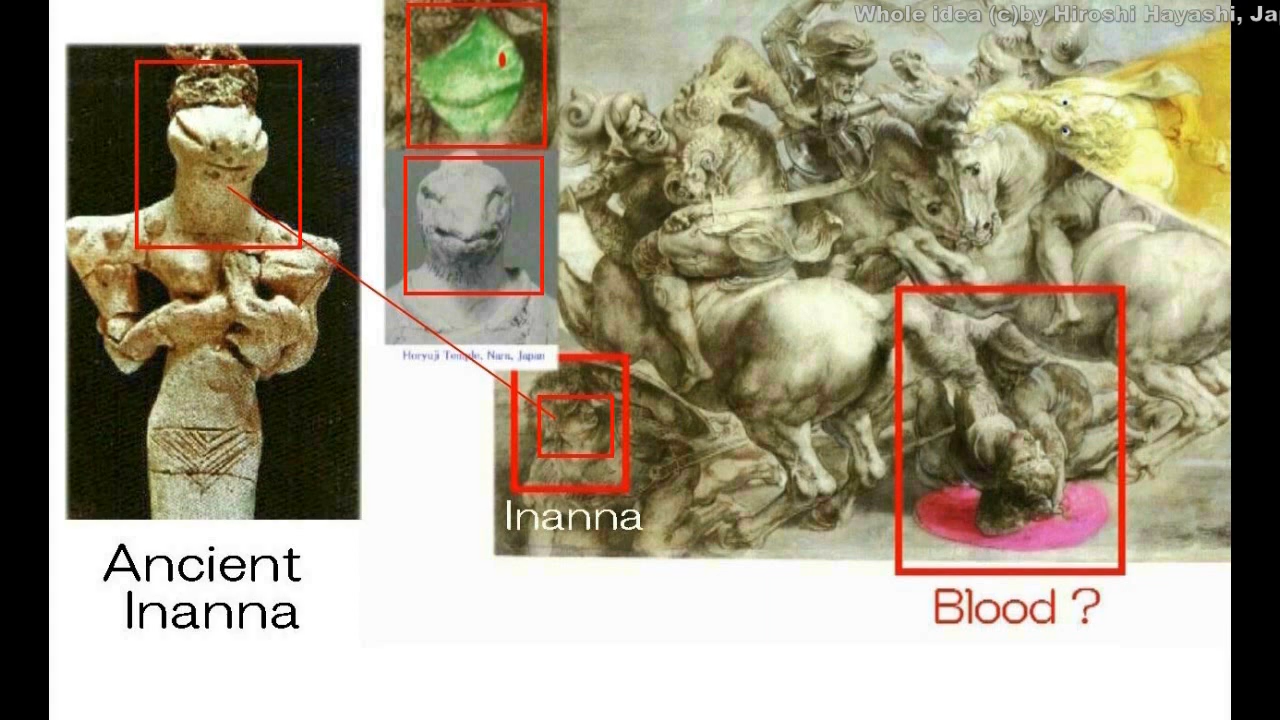 Whole idea (c)by Hiroshi Hayashi, Ja
Horyuji Temple, Nara, Japan
Inanna
Ancient
Inanna
Blood ?